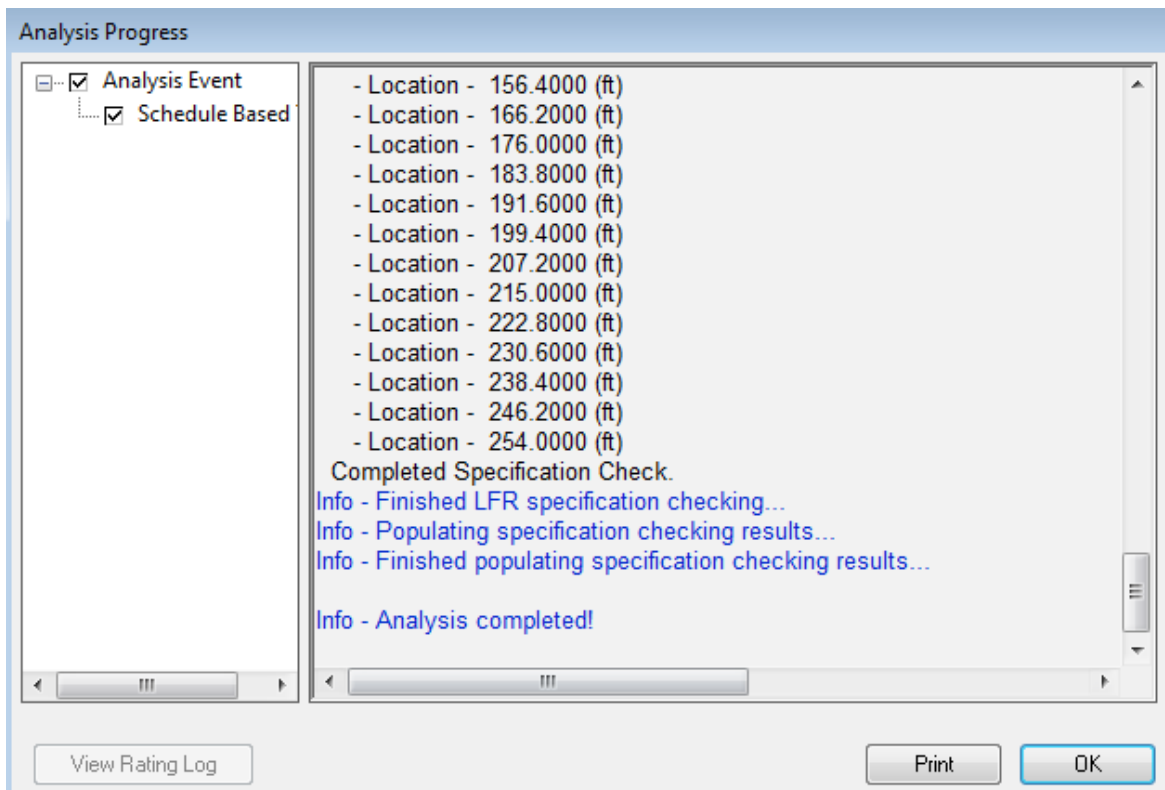 Analysis Progress
Analysis Event
Schedule Based
- Location - 156.4000 (ft)
- Location - 166.2000 (ft)
- Location - 176.0000 (ft)
- Location - 183.8000 (ft)
- Location - 191.6000 (ft)
- Location - 199.4000 (ft)
- Location - 207.2000 (ft)
- Location - 215.0000 (ft)
- Location - 222.8000 (ft)
- Location - 230.6000 (ft)
- Location - 238.4000 (ft)
- Location - 246.2000 (ft)
- Location - 254.0000 (ft)
Completed Specification Check.
Info - Finished LFR specification checking...
Info - Populating specification checking results...
Info - Finished populating specification checking results...
Info - Analysis completed!
View Rating Log
Print
OK